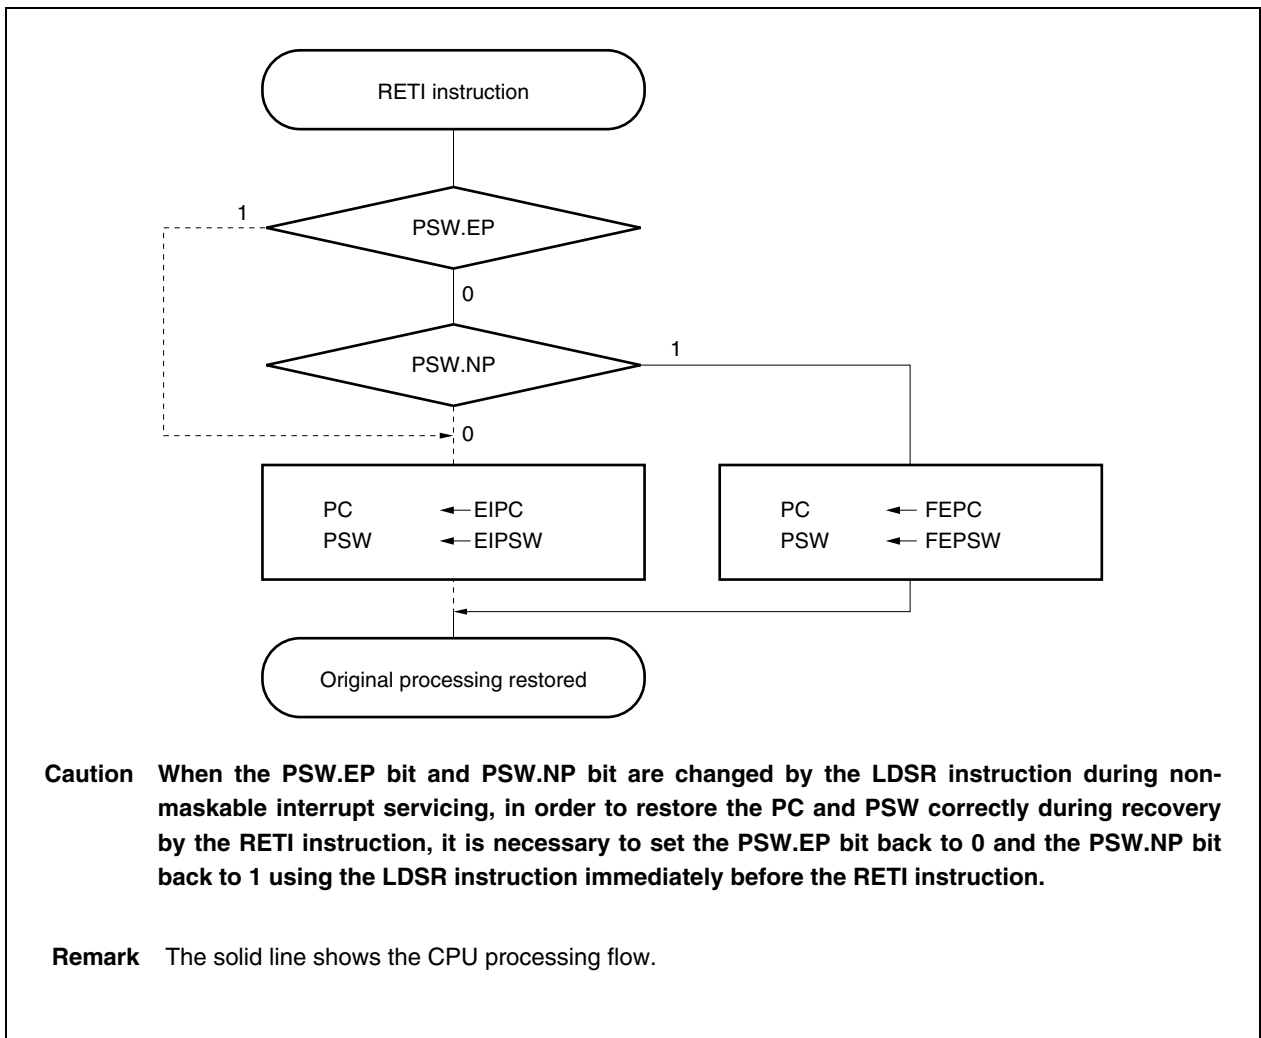 RETI instruction
1
PSW.EP
0
PSW.NP
1
0
PC ← EIPC
PSW ← EIPSW
PC ← FEPC
PSW ← FEPSW
Original processing restored
Caution When the PSW.EP bit and PSW.NP bit are changed by the LDSR instruction during non-
maskable interrupt servicing, in order to restore the PC and PSW correctly during recovery
by the RETI instruction, it is necessary to set the PSW.EP bit back to 0 and the PSW.NP bit
back to 1 using the LDSR instruction immediately before the RETI instruction.
Remark The solid line shows the CPU processing flow.